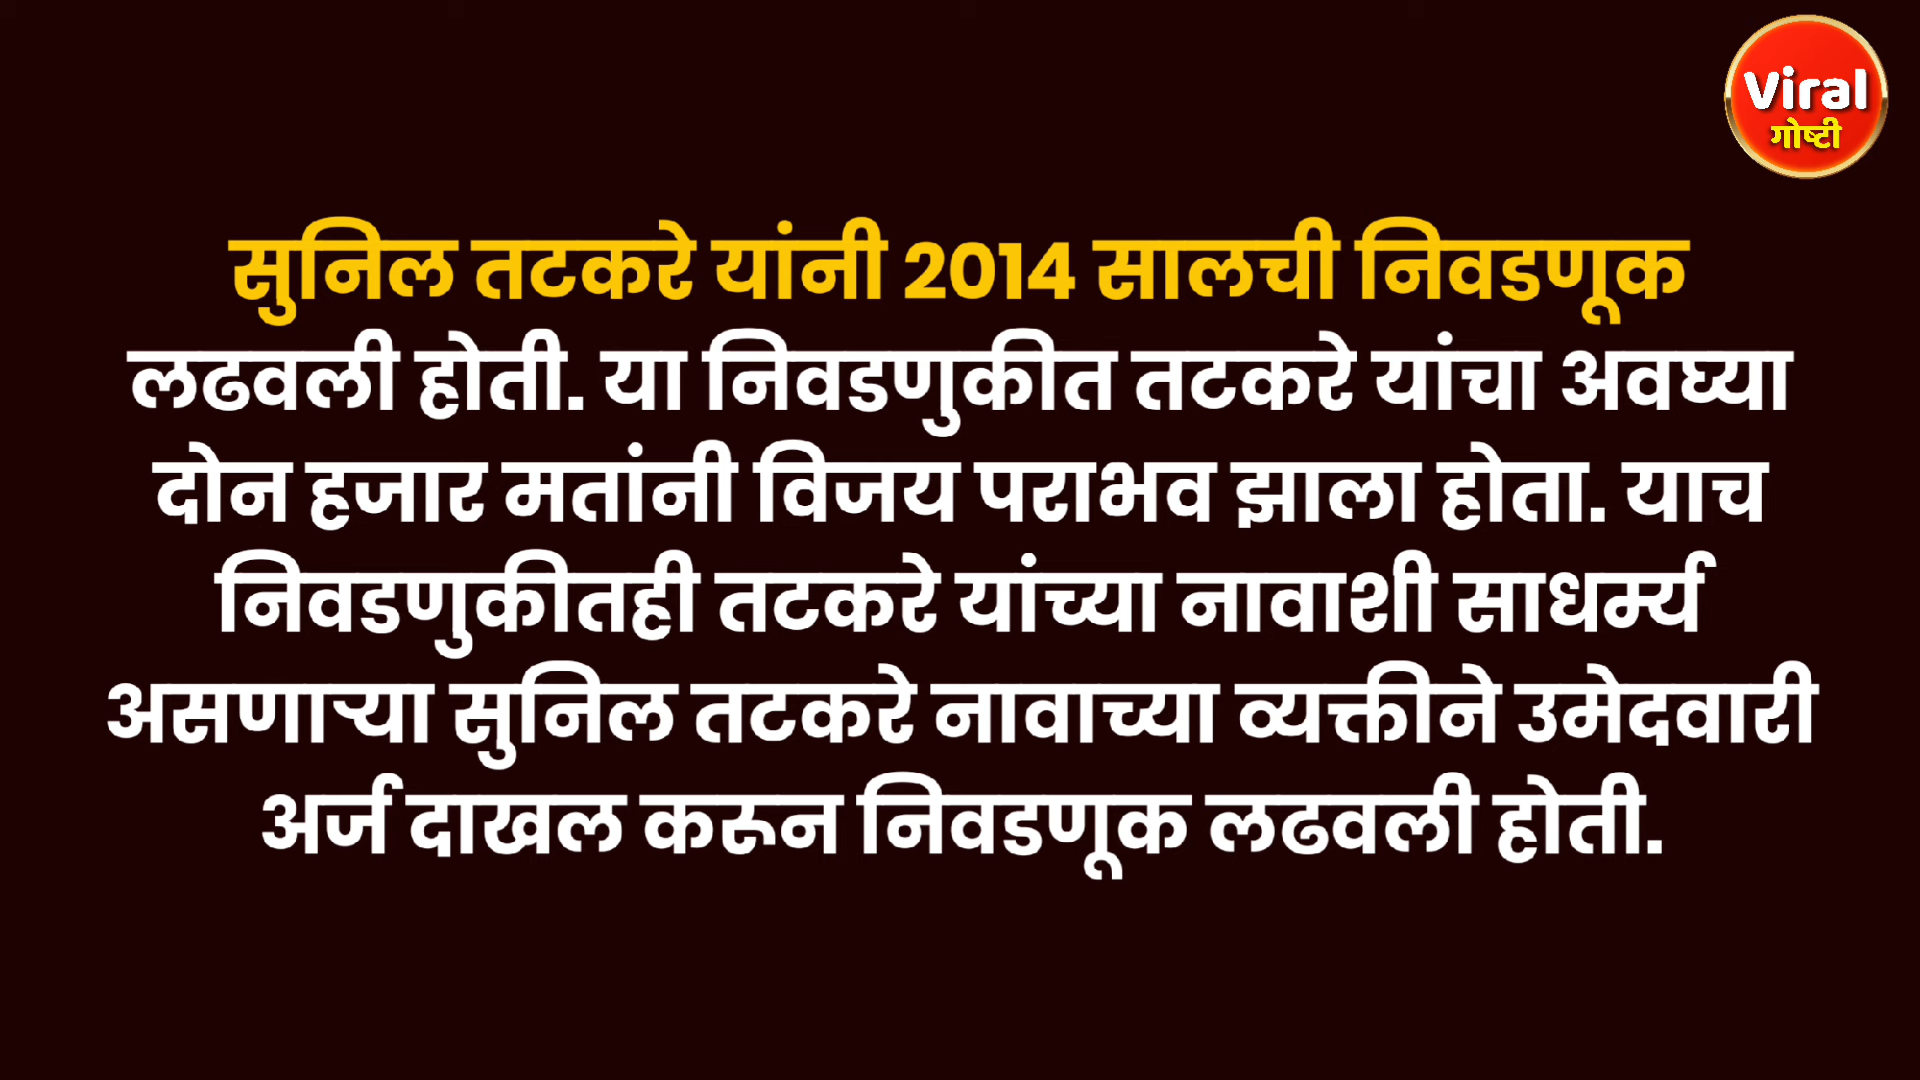 Viral
गोष्टी
सुनिल तटकरे यांनी 2014 सालची निवडणूक
लढवली होती. या निवडणुकीत तटकरे यांचा अवघ्या
दोन हजार मतांनी विजय पराभव झाला होता. याच
निवडणुकीतही तटकरे यांच्या नावाशी साधर्म्य
असणाऱ्या सुनिल तटकरे नावाच्या व्यक्तीने उमेदवारी
अर्ज दाखल करून निवडणूक लढवली होती.